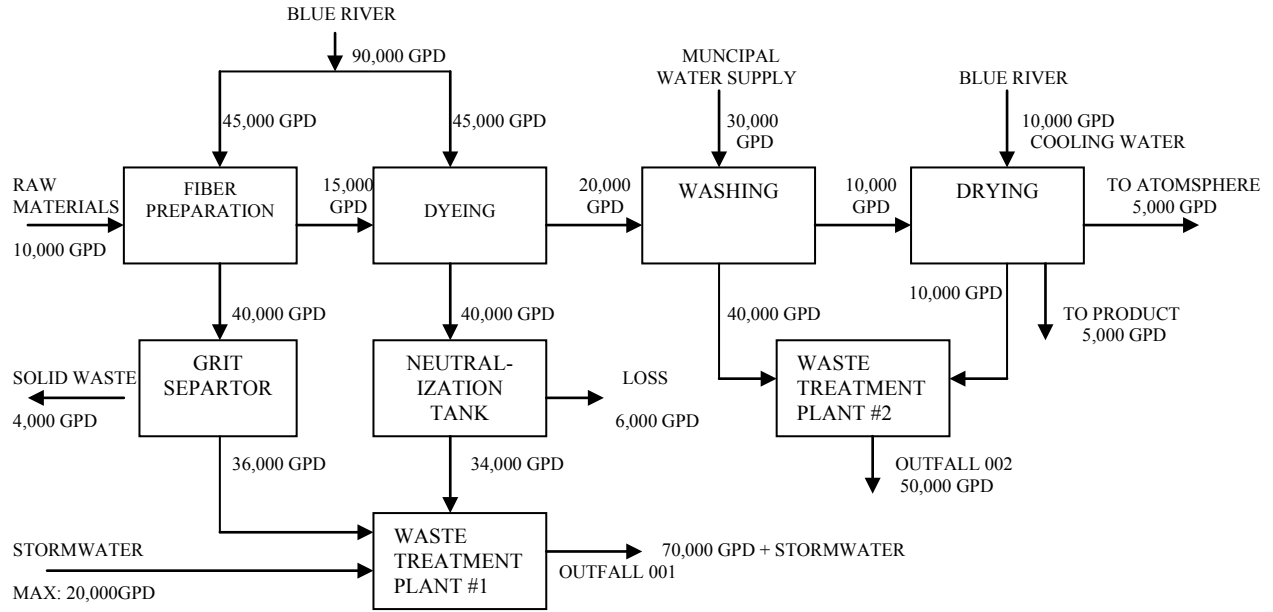 BLUE RIVER
90,000 GPD
MUNCIPAL
WATER SUPPLY
BLUE RIVER
45,000 GPD
45,000 GPD
30,000
GPD
10,000 GPD
COOLING WATER
RAW
MATERIALS
10,000 GPD
FIBER
PREPARATION
15,000
GPD
DYEING
20,000
GPD
WASHING
10,000
GPD
DRYING
TO ATOMSPHERE
5,000 GPD
40,000 GPD
40,000 GPD
40,000 GPD
10,000 GPD
TO PRODUCT
5,000 GPD
SOLID WASTE
4,000 GPD
GRIT
SEPARTOR
NEUTRAL-
IZATION
TANK
LOSS
6,000 GPD
WASTE
TREATMENT
PLANT #2
36,000 GPD
34,000 GPD
OUTFALL 002
50,000 GPD
STORMWATER
MAX: 20,000GPD
WASTE
TREATMENT
PLANT #1
70,000 GPD + STORMWATER
OUTFALL 001